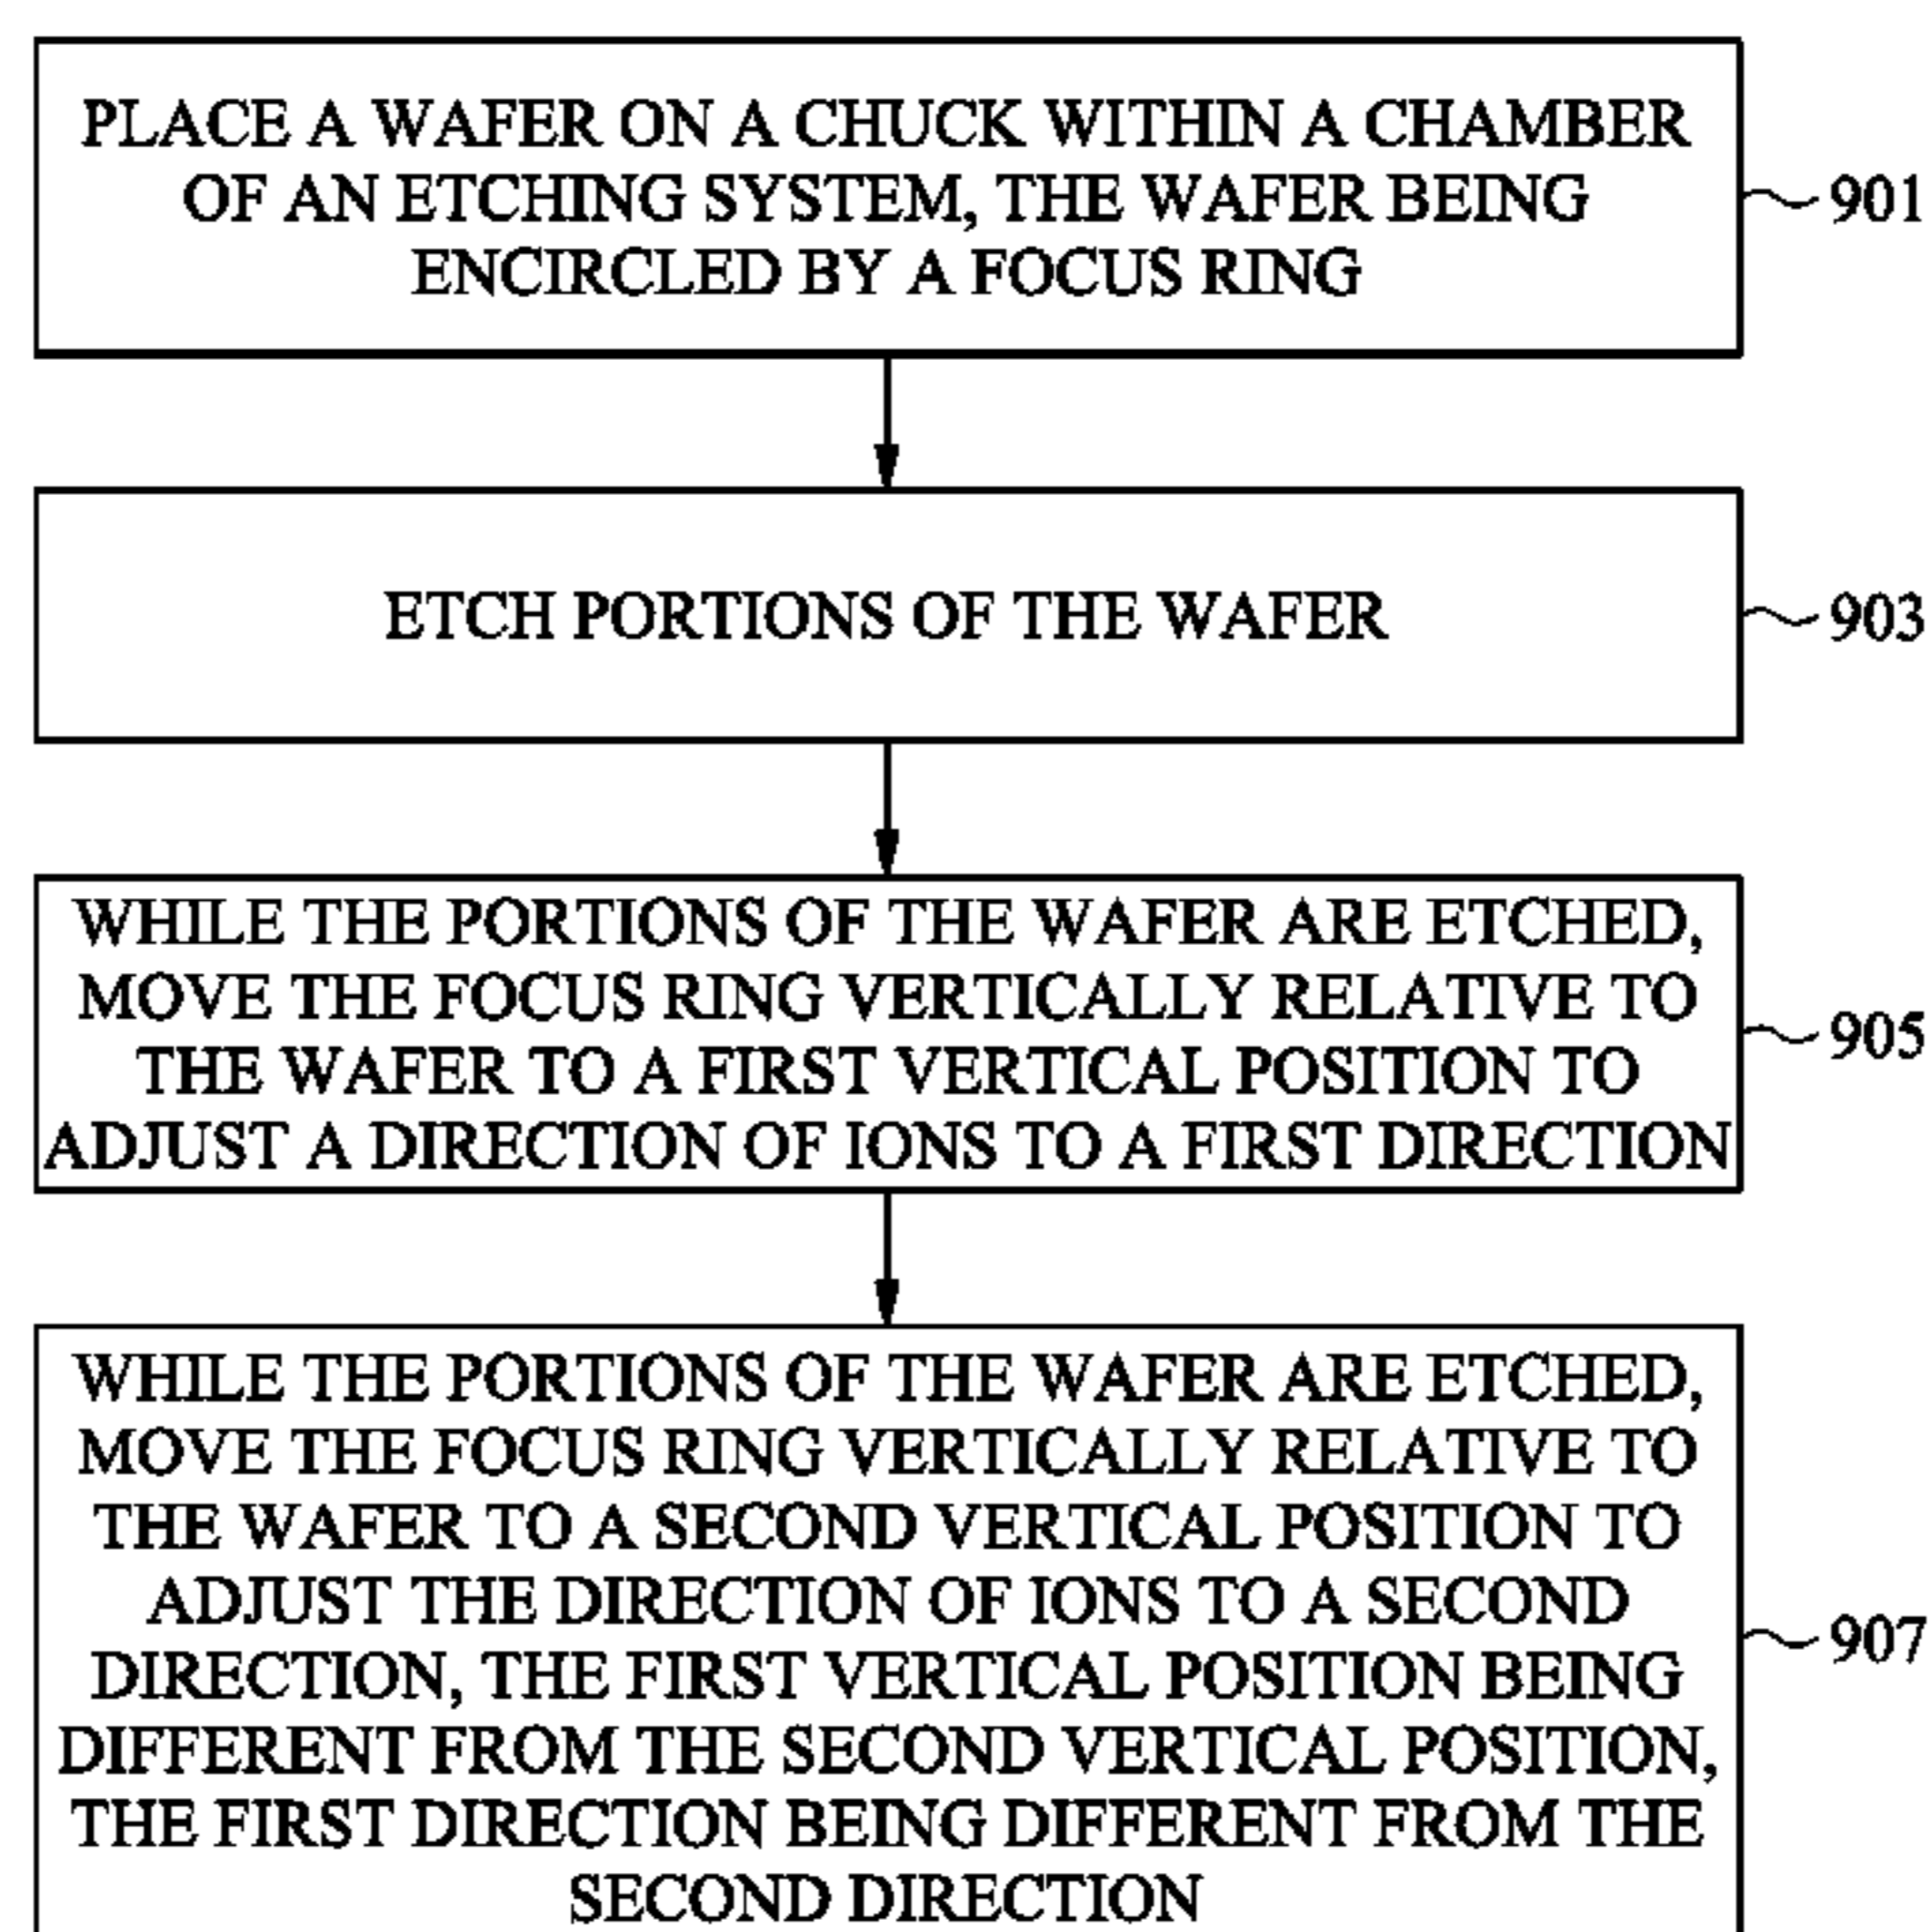 PLACE A WAFER ON A CHUCK WITHIN A CHAMBER
OF AN ETCHING SYSTEM, THE WAFER BEING
ENCIRCLED BY A FOCUS RING
901
ETCH PORTIONS OF THE WAFER
903
WHILE THE PORTIONS OF THE WAFER ARE ETCHED,
MOVE THE FOCUS RING VERTICALLY RELATIVE TO
THE WAFER TO A FIRST VERTICAL POSITION TO
ADJUST A DIRECTION OF IONS TO A FIRST DIRECTION
905
WHILE THE PORTIONS OF THE WAFER ARE ETCHED,
MOVE THE FOCUS RING VERTICALLY RELATIVE TO
THE WAFER TO A SECOND VERTICAL POSITION TO
ADJUST THE DIRECTION OF IONS TO A SECOND
DIRECTION, THE FIRST VERTICAL POSITION BEING
DIFFERENT FROM THE SECOND VERTICAL POSITION,
THE FIRST DIRECTION BEING DIFFERENT FROM THE
SECOND DIRECTION
907